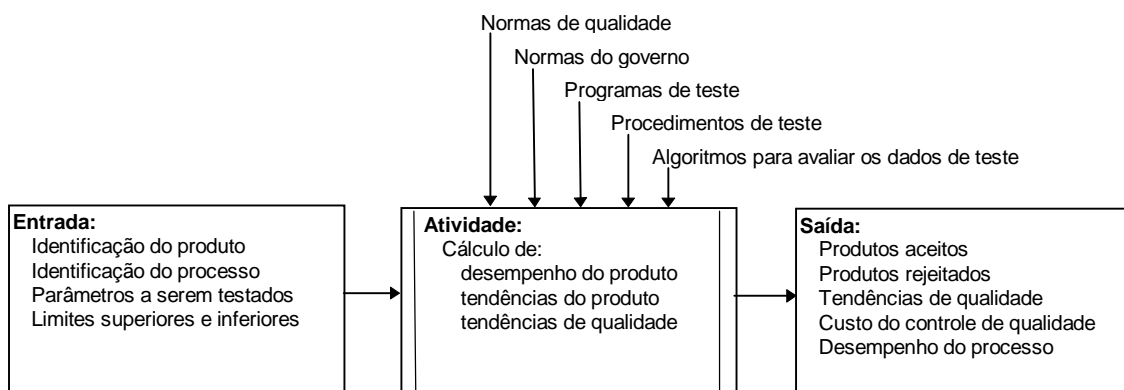 Normas de qualidade
Normas do governo
Programas de teste
Procedimentos de teste
Algoritmos para avaliar os dados de teste
Entrada:
Identificação do produto
Identificação do processo
Parâmetros a serem testados
Limites superiores e inferiores
Atividade:
Cálculo de:
desempenho do produto
tendências do produto
tendências de qualidade
Saída:
Produtos aceitos
Produtos rejeitados
Tendências de qualidade
Custo do controle de qualidade
Desempenho do processo